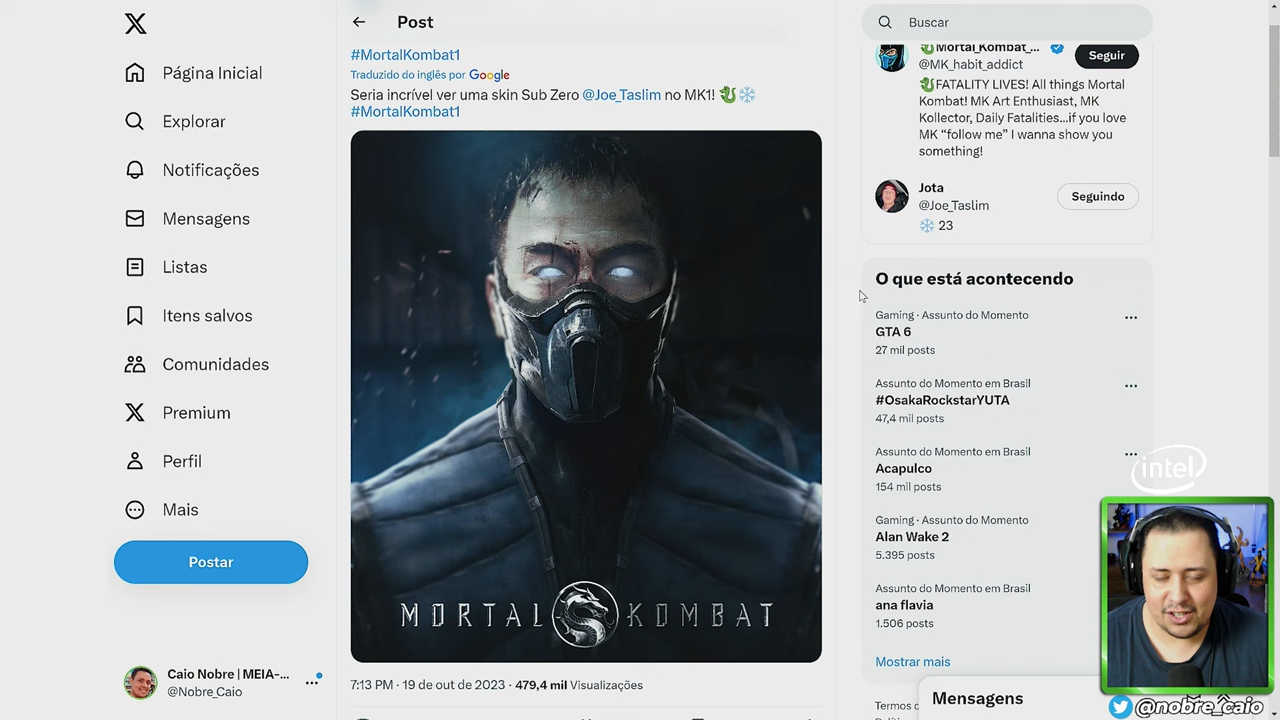 Página Inicial
Explorar
Notificações
Mensagens
Listas
Itens salvos
Comunidades
Premium
Perfil
Mais
Postar
Caio Nobre | MEIA-...
@Nobre_Caio
Post
#MortalKombat1
Traduzido do inglês por Google
Seria incrível ver uma skin Sub Zero @Joe_Taslim no MK1! 🐉❄️
#MortalKombat1
MORTAL KOMBAT
7:13 PM · 19 de out de 2023 · 479,4 mil Visualizações
Buscar
🐉Mortal_Kombat_...
@MK_habit_addict
Seguir
🐉FATALITY LIVES! All things Mortal
Kombat! MK Art Enthusiast, MK
Kollector, Daily Fatalities...if you love
MK “follow me” I wanna show you
something!
Jota
@Joe_Taslim
Seguindo
❄️ 23
O que está acontecendo
Gaming · Assunto do Momento
GTA 6
27 mil posts
Assunto do Momento em Brasil
#OsakaRockstarYUTA
47,4 mil posts
Assunto do Momento em Brasil
Acapulco
154 mil posts
Gaming · Assunto do Momento
Alan Wake 2
5.395 posts
Assunto do Momento em Brasil
ana flavia
1.506 posts
Mostrar mais
Termos d
Mensagens
intel
@nobre_caio